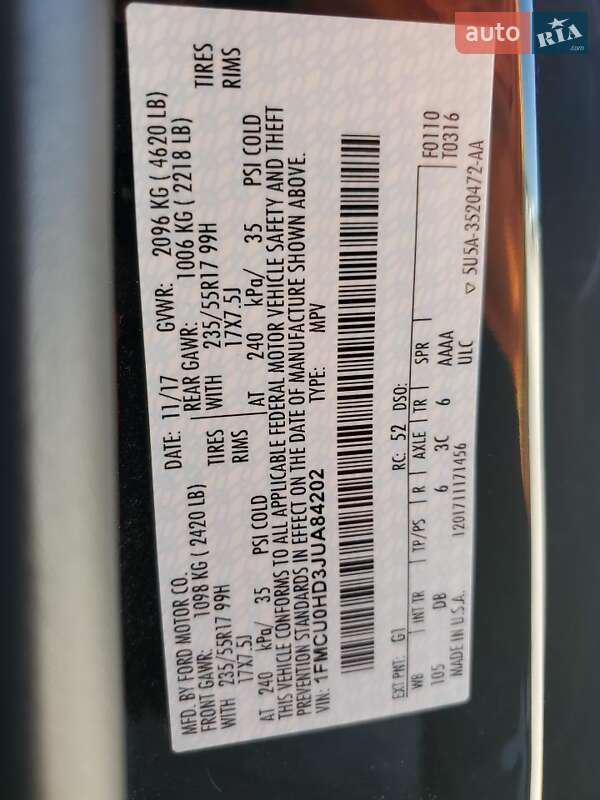 auto RIA .com
MFD. BY FORD MOTOR CO. DATE: 11/17 GVWR: 2096 KG ( 4620 LB)
FRONT GAWR: 1098 KG ( 2420 LB) REAR GAWR: 1006 KG ( 2218 LB)
WITH 235/55R17 99H TIRES WITH 235/55R17 99H TIRES
17X7.5J RIMS 17X7.5J RIMS
AT 240 kPa/ 35 PSI COLD AT 240 kPa/ 35 PSI COLD
THIS VEHICLE CONFORMS TO ALL APPLICABLE FEDERAL MOTOR VEHICLE SAFETY AND THEFT
PREVENTION STANDARDS IN EFFECT ON THE DATE OF MANUFACTURE SHOWN ABOVE.
VIN: 1FMCU0HD3JUA84202 TYPE: MPV
F0110
T0316
EXT PNT: G1 RC: 52 DSO:
WB INT TR TP/PS R AXLE TR SPR
105 DB 6 3C 6 AAAA
MADE IN U.S.A. 1201711171456 ULC
▽ 5U5A-3520472-AA